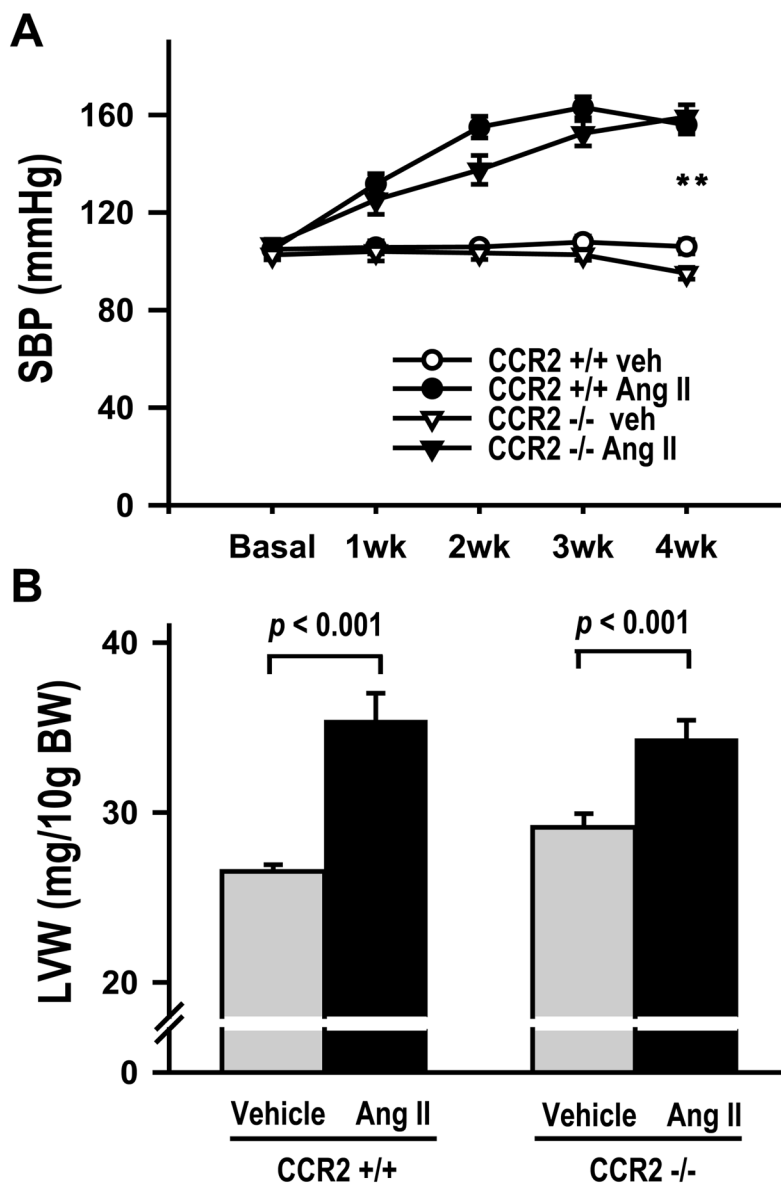 A
SBP (mmHg)
160
120
80
40
0
**
CCR2 +/+ veh
CCR2 +/+ Ang II
CCR2 -/- veh
CCR2 -/- Ang II
Basal 1wk 2wk 3wk 4wk
B
LVW (mg/10g BW)
40
30
20
0
p < 0.001 p < 0.001
Vehicle Ang II Vehicle Ang II
CCR2 +/+ CCR2 -/-